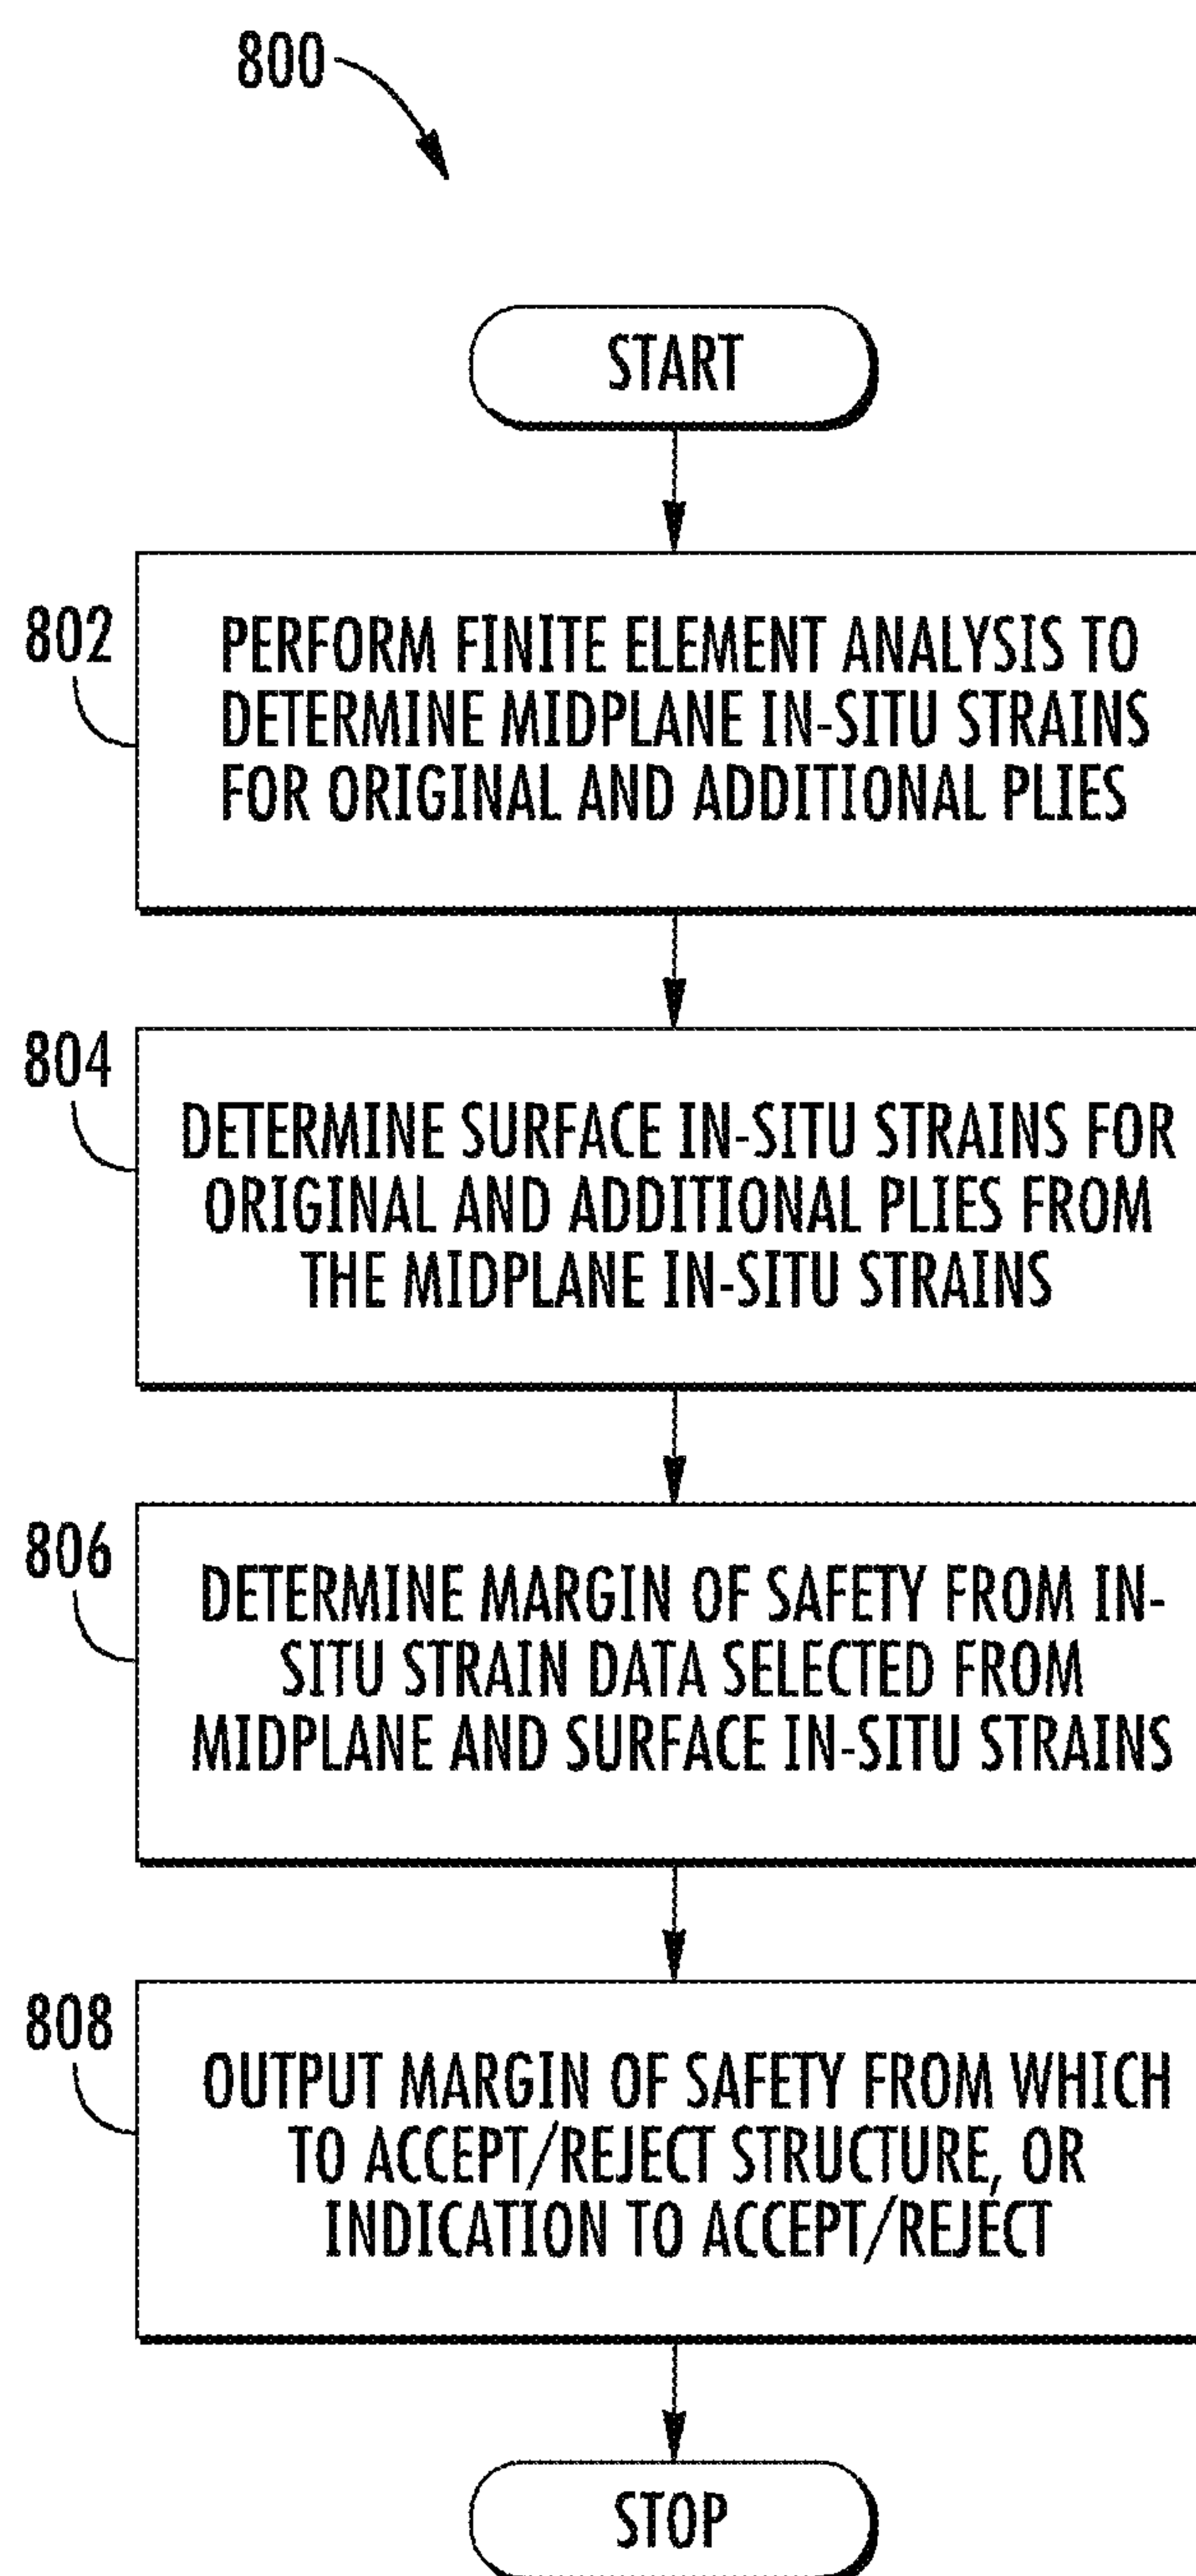 800
START
802
PERFORM FINITE ELEMENT ANALYSIS TO
DETERMINE MIDPLANE IN-SITU STRAINS
FOR ORIGINAL AND ADDITIONAL PLIES
804
DETERMINE SURFACE IN-SITU STRAINS FOR
ORIGINAL AND ADDITIONAL PLIES FROM
THE MIDPLANE IN-SITU STRAINS
806
DETERMINE MARGIN OF SAFETY FROM IN-
SITU STRAIN DATA SELECTED FROM
MIDPLANE AND SURFACE IN-SITU STRAINS
808
OUTPUT MARGIN OF SAFETY FROM WHICH
TO ACCEPT/REJECT STRUCTURE, OR
INDICATION TO ACCEPT/REJECT
STOP